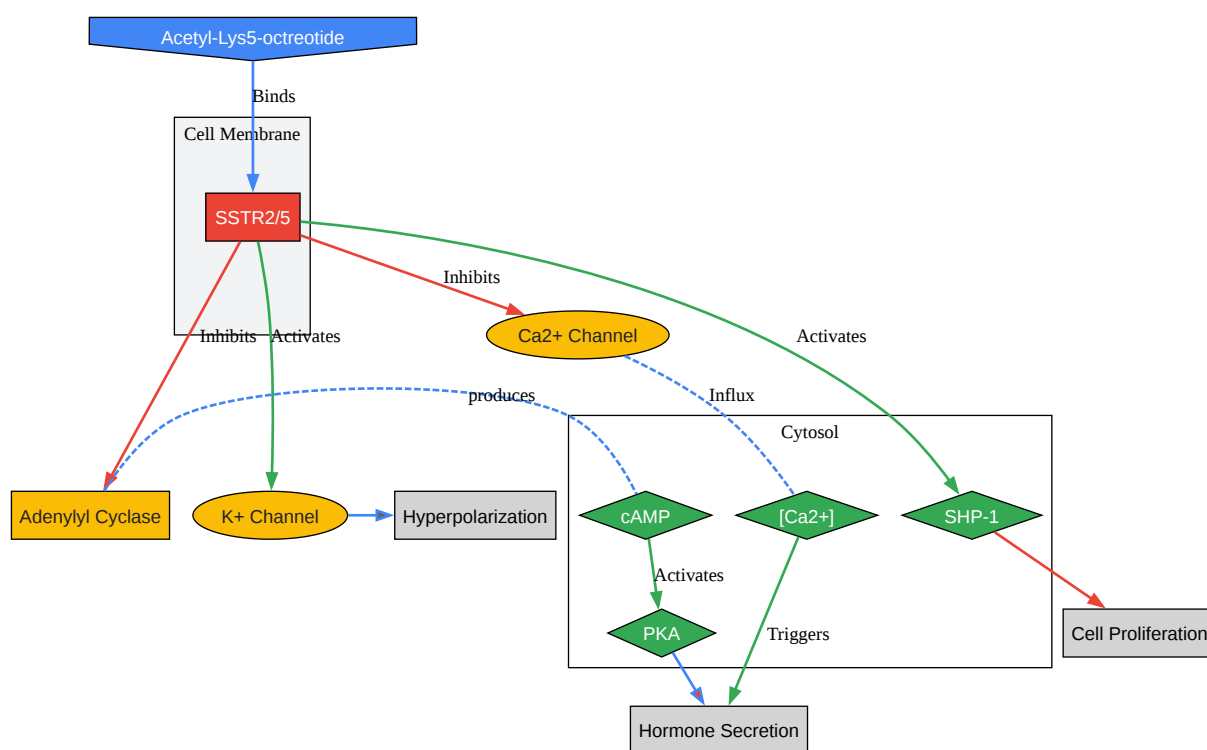 Acetyl-Lys5-octreotide
Binds
Cell Membrane
SSTR2/5
Inhibits
Ca2+ Channel
Inhibits
Activates
Activates
produces
Influx
Cytosol
Adenylyl Cyclase
K+ Channel
Hyperpolarization
cAMP
[Ca2+]
SHP-1
Activates
PKA
Triggers
Cell Proliferation
Hormone Secretion